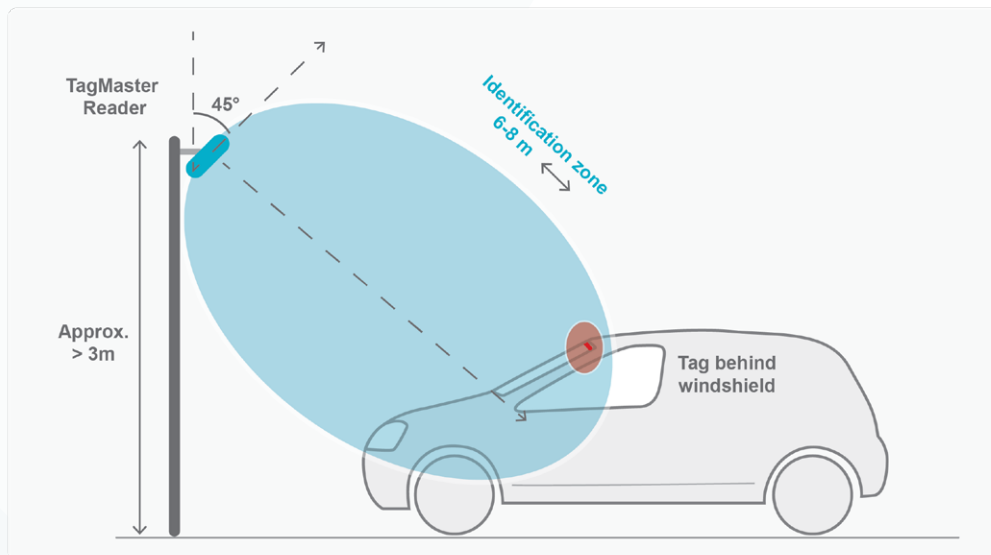 TagMaster
Reader
45°
Identification zone
6-8 m
Approx.
> 3m
Tag behind
windshield